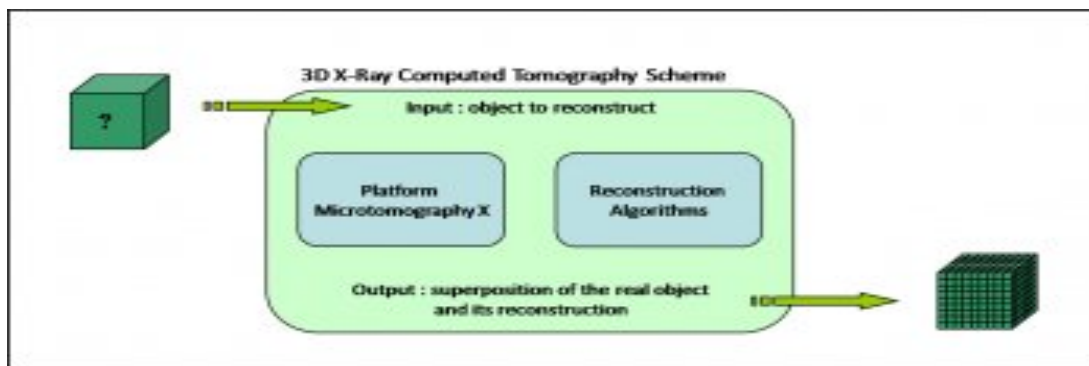 3D X-Ray Computed Tomography Scheme
Input : object to reconstruct
?
Platform
Microtomography X
Reconstruction
Algorithms
Output : superposition of the real object
and its reconstruction